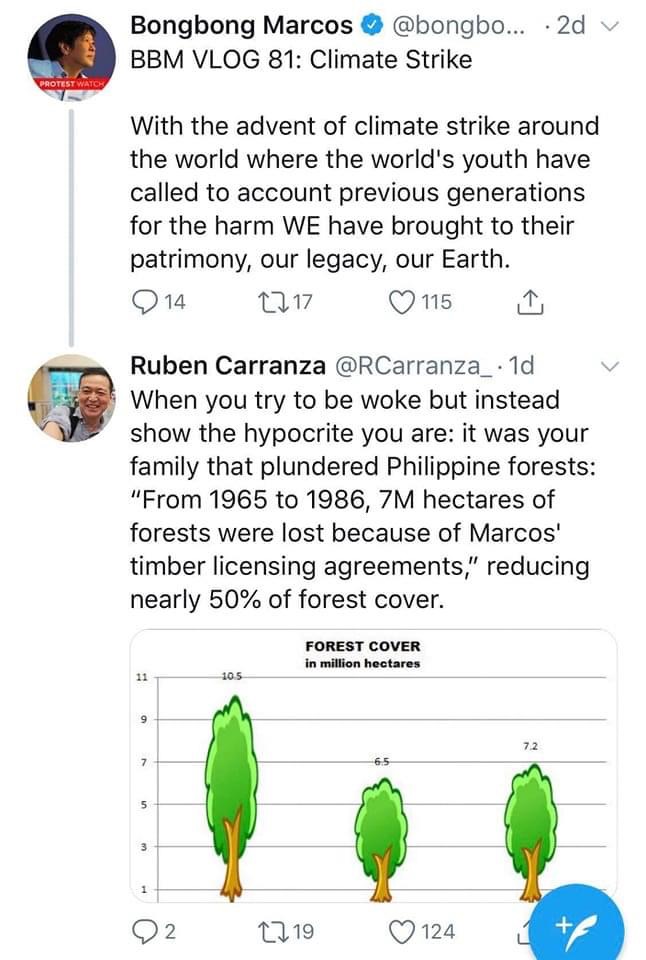 Bongbong Marcos @bongbo... · 2d
BBM VLOG 81: Climate Strike
PROTEST WATCH
With the advent of climate strike around
the world where the world's youth have
called to account previous generations
for the harm WE have brought to their
patrimony, our legacy, our Earth.
14 17 115
Ruben Carranza @RCarranza_ · 1d
When you try to be woke but instead
show the hypocrite you are: it was your
family that plundered Philippine forests:
“From 1965 to 1986, 7M hectares of
forests were lost because of Marcos'
timber licensing agreements,” reducing
nearly 50% of forest cover.
FOREST COVER
in million hectares
11
10.5
9
7.2
7
6.5
5
3
1
2 19 124